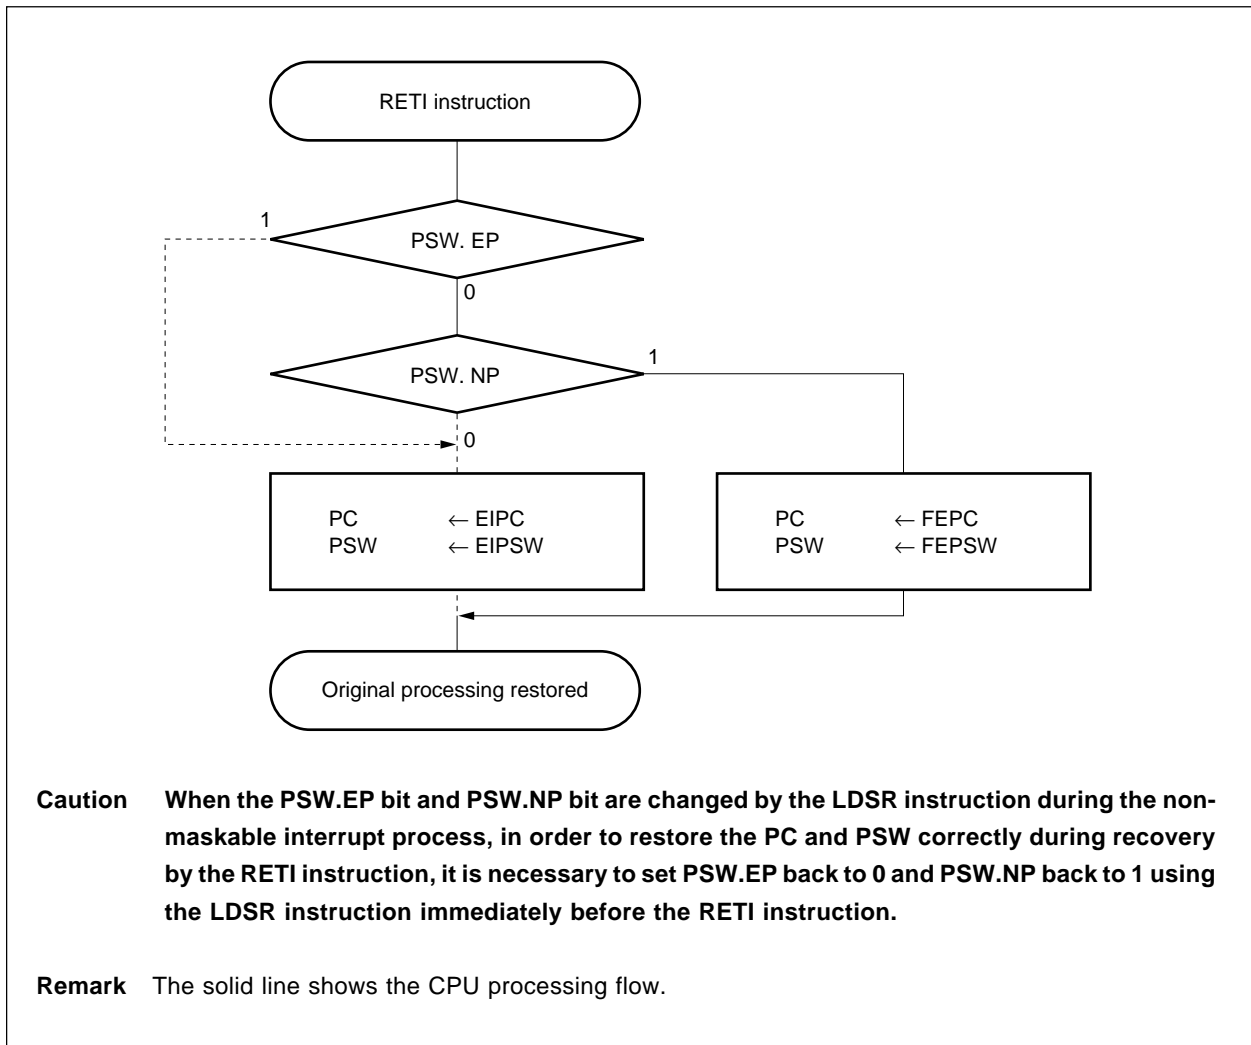 RETI instruction
1
PSW. EP
0
PSW. NP
1
0
PC ← EIPC
PSW ← EIPSW
PC ← FEPC
PSW ← FEPSW
Original processing restored
Caution When the PSW.EP bit and PSW.NP bit are changed by the LDSR instruction during the non-
maskable interrupt process, in order to restore the PC and PSW correctly during recovery
by the RETI instruction, it is necessary to set PSW.EP back to 0 and PSW.NP back to 1 using
the LDSR instruction immediately before the RETI instruction.
Remark The solid line shows the CPU processing flow.